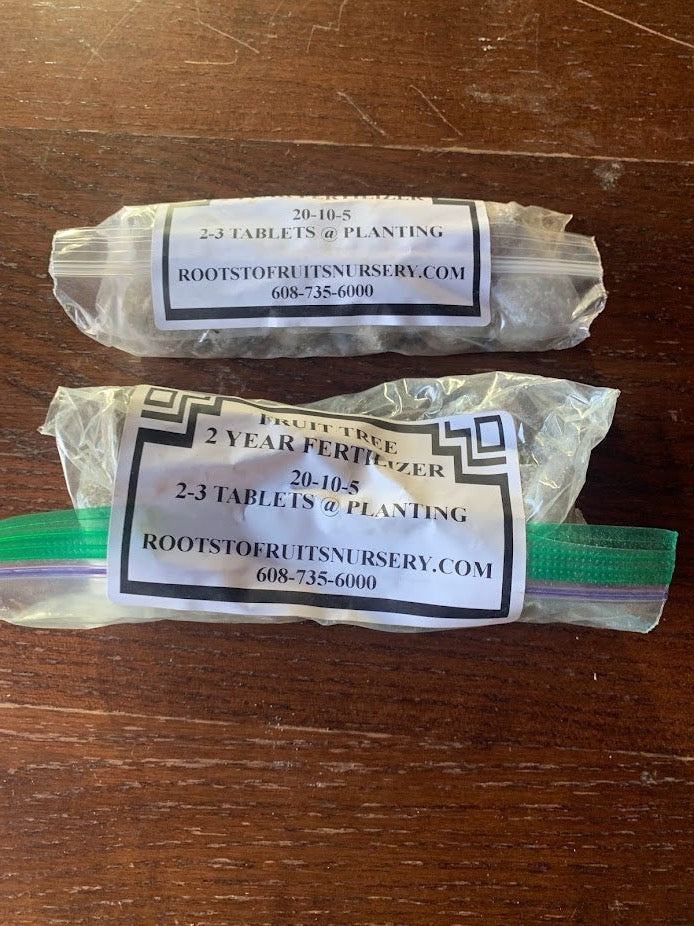 20-10-5
2-3 TABLETS @ PLANTING
ROOTSTOFRUITSNURSERY.COM
608-735-6000
FRUIT TREE
2 YEAR FERTILIZER
20-10-5
2-3 TABLETS @ PLANTING
ROOTSTOFRUITSNURSERY.COM
608-735-6000